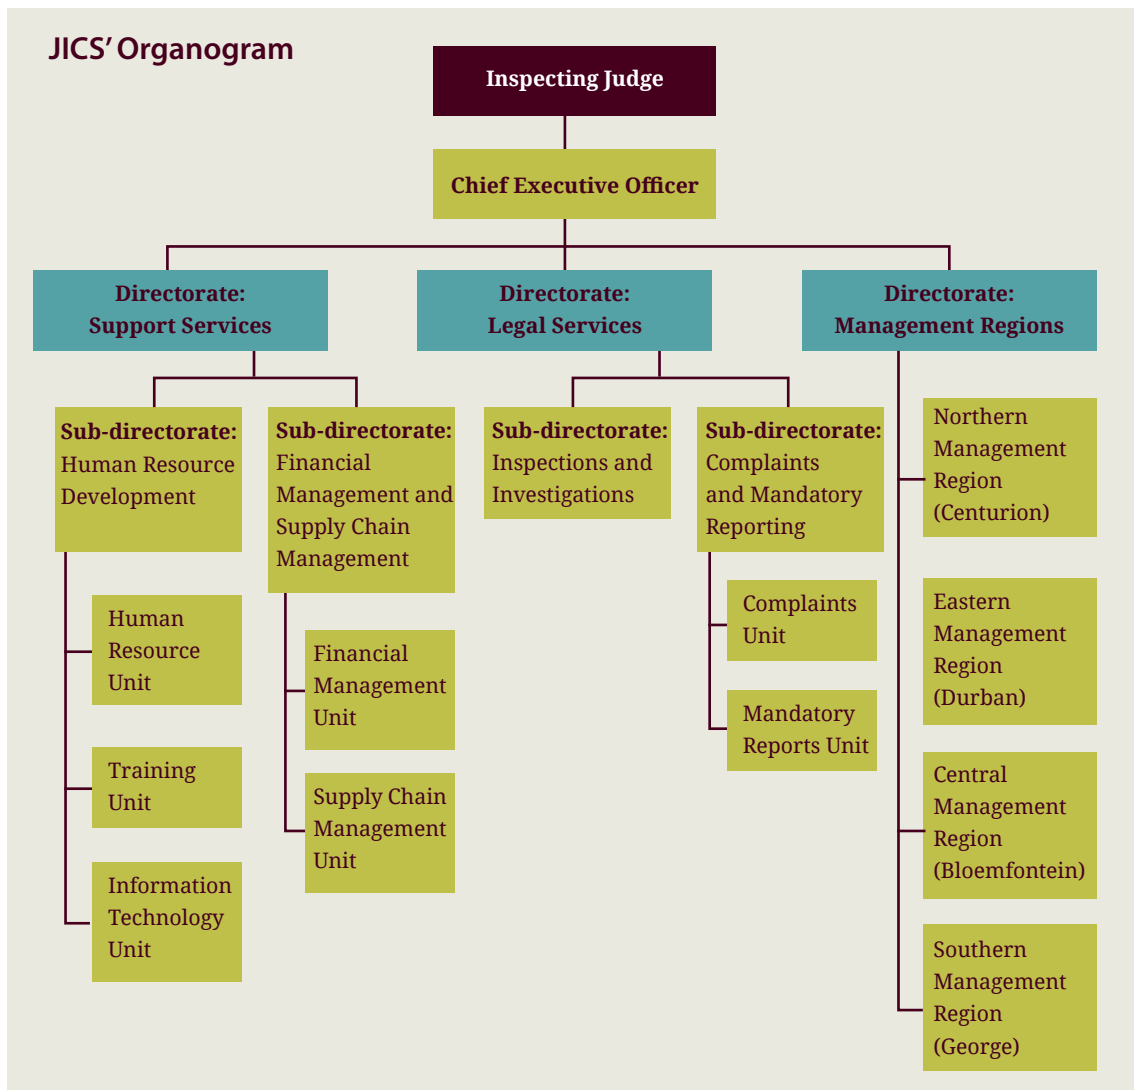 JICS’ Organogram
Inspecting Judge
Chief Executive Officer
Directorate:
Support Services
Directorate:
Legal Services
Directorate:
Management Regions
Sub-directorate:
Human Resource
Development
Sub-directorate:
Financial
Management and
Supply Chain
Management
Sub-directorate:
Inspections and
Investigations
Sub-directorate:
Complaints
and Mandatory
Reporting
Human
Resource
Unit
Training
Unit
Information
Technology
Unit
Financial
Management
Unit
Supply Chain
Management
Unit
Complaints
Unit
Mandatory
Reports Unit
Northern
Management
Region
(Centurion)
Eastern
Management
Region
(Durban)
Central
Management
Region
(Bloemfontein)
Southern
Management
Region
(George)